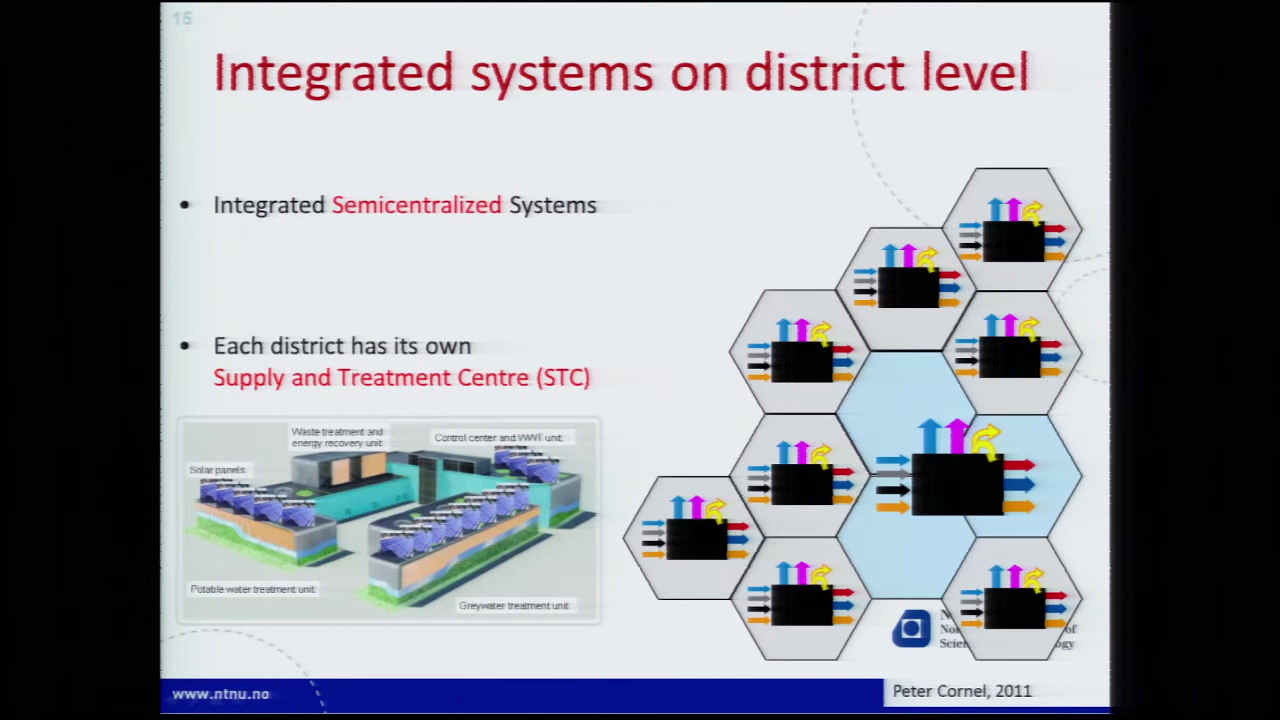 15
Integrated systems on district level
• Integrated Semicentralized Systems
• Each district has its own
Supply and Treatment Centre (STC)
Waste treatment and
energy recovery unit
Control center and WWT unit
Solar panels
Potable water treatment unit
Greywater treatment unit
of
www.ntnu.no
Peter Cornel, 2011